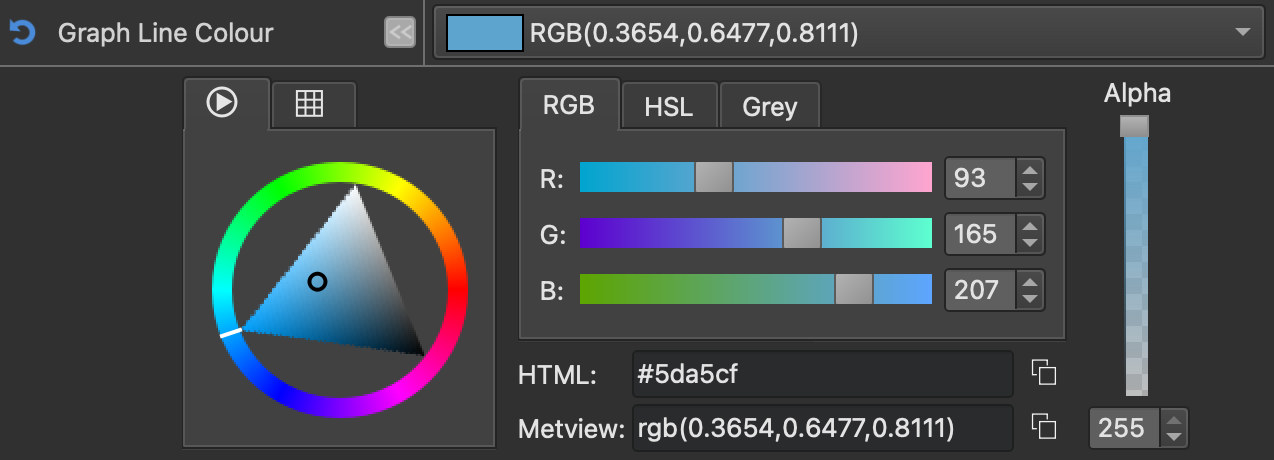 Graph Line Colour << RGB(0.3654,0.6477,0.8111)
RGB HSL Grey Alpha
R: 93
G: 165
B: 207
HTML: #5da5cf
Metview: rgb(0.3654,0.6477,0.8111) 255